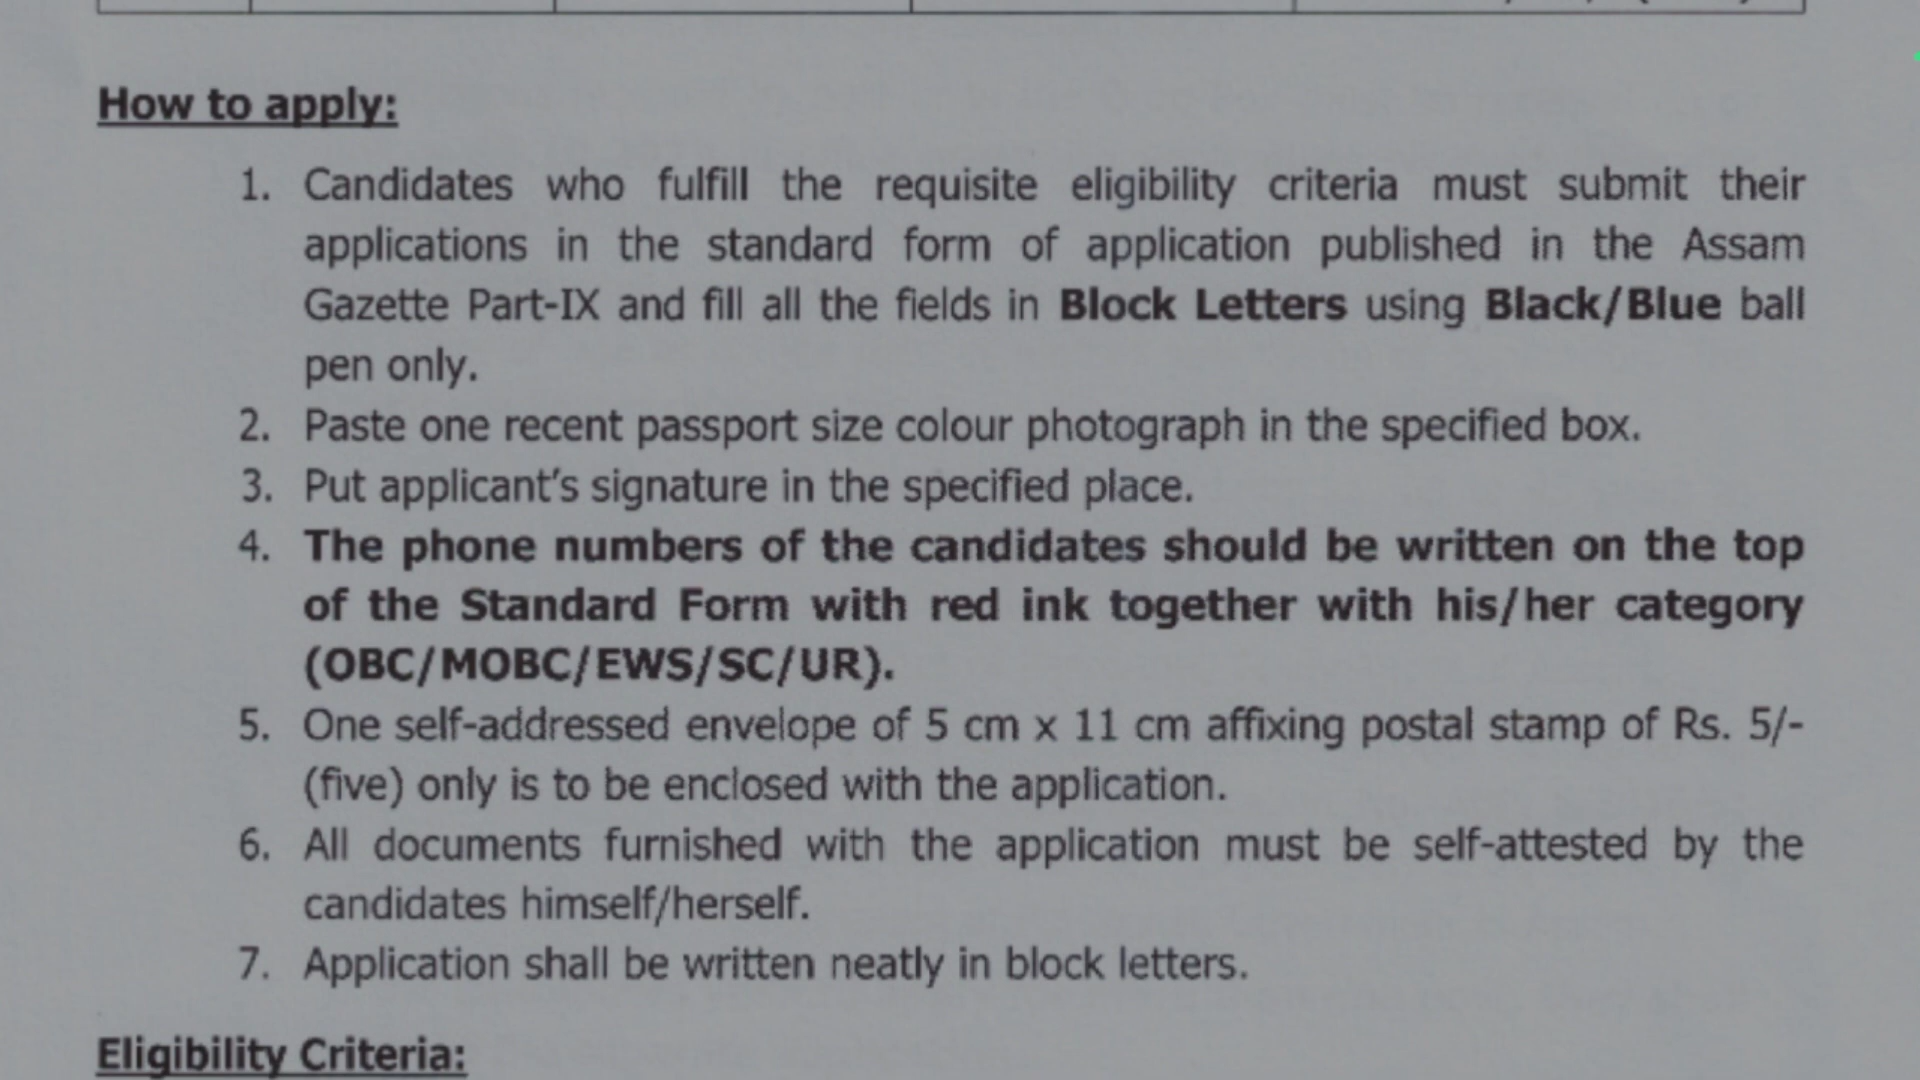 How to apply:
1. Candidates who fulfill the requisite eligibility criteria must submit their
applications in the standard form of application published in the Assam
Gazette Part-IX and fill all the fields in Block Letters using Black/Blue ball
pen only.
2. Paste one recent passport size colour photograph in the specified box.
3. Put applicant's signature in the specified place.
4. The phone numbers of the candidates should be written on the top
of the Standard Form with red ink together with his/her category
(OBC/MOBC/EWS/SC/UR).
5. One self-addressed envelope of 5 cm x 11 cm affixing postal stamp of Rs. 5/-
(five) only is to be enclosed with the application.
6. All documents furnished with the application must be self-attested by the
candidates himself/herself.
7. Application shall be written neatly in block letters.
Eligibility Criteria: